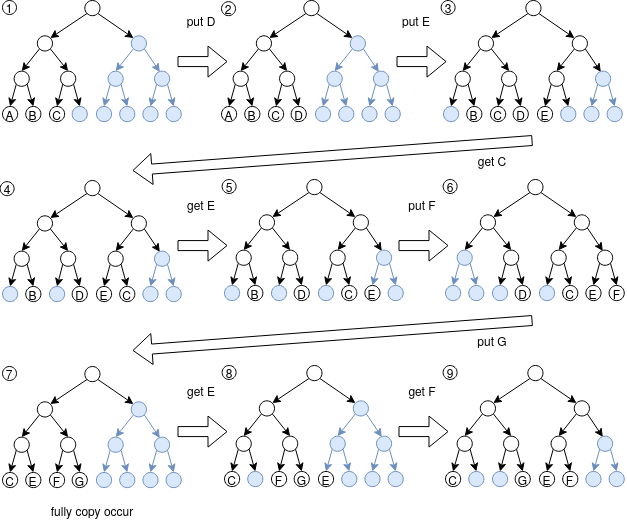 1 put D 2 put E 3
A B C A B C D B C D E
get C
4 get E 5 put F 6
B D E C B D C E D C E F
put G
7 get E 8 get F 9
C E F G C F G E C G E F
fully copy occur